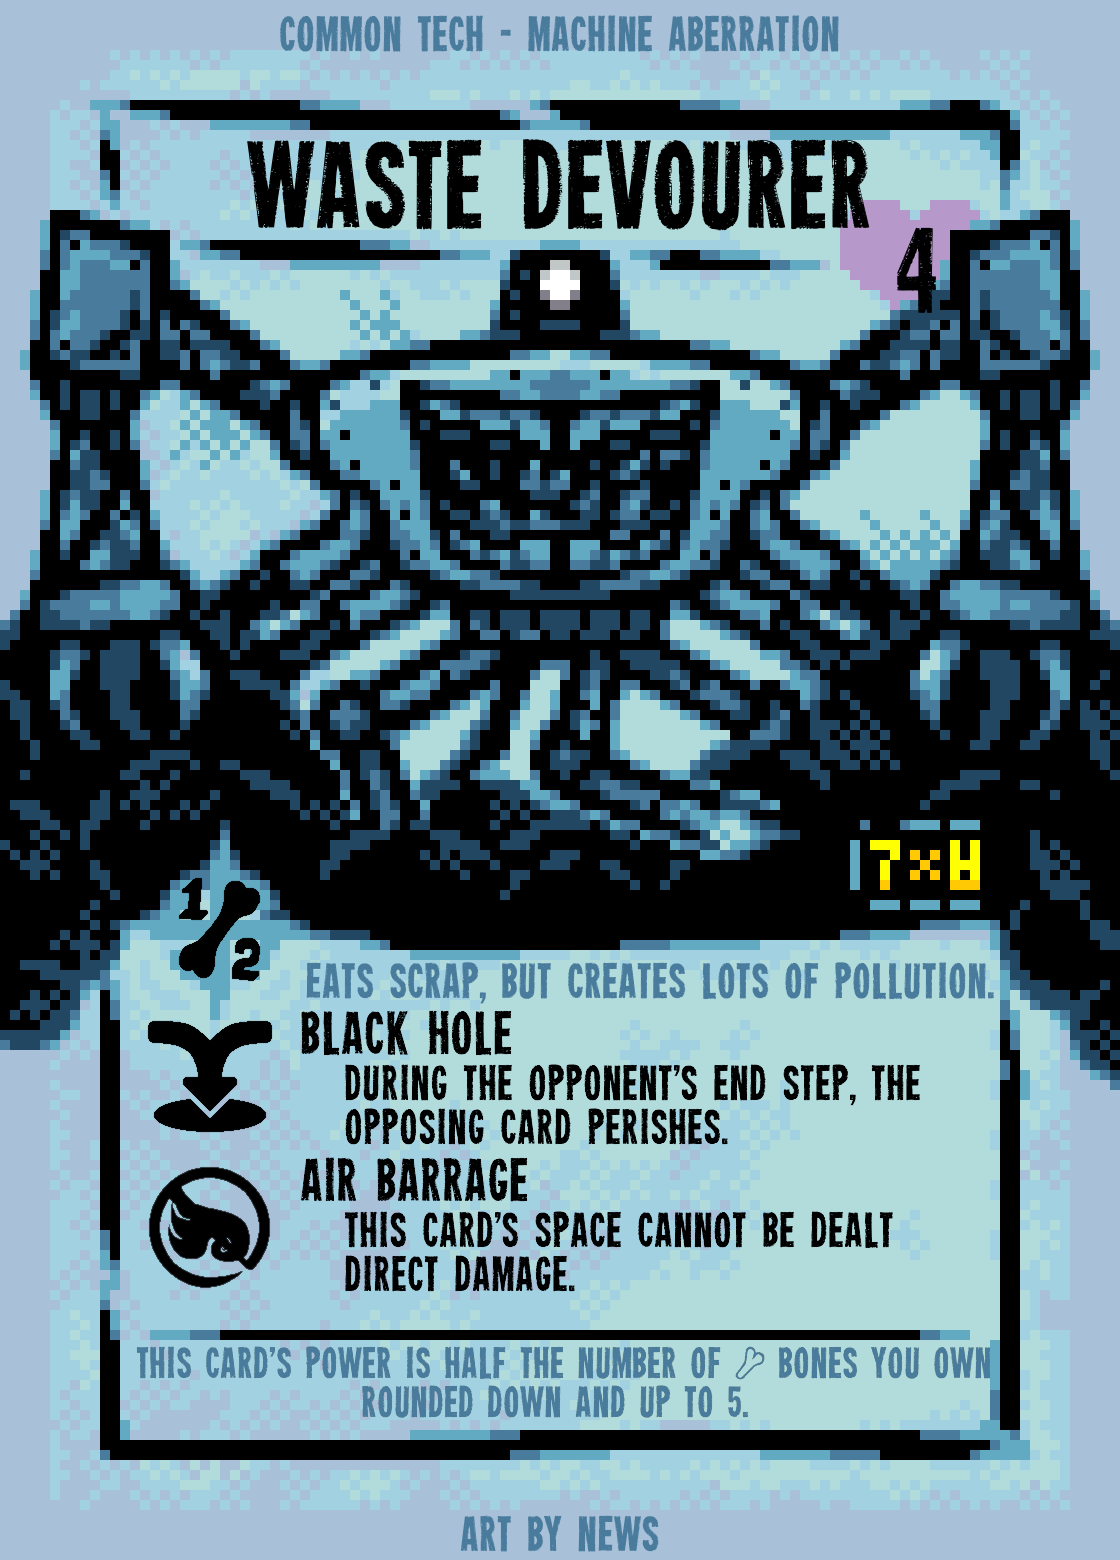 COMMON TECH - MACHINE ABERRATION
WASTE DEVOURER
4
7×
1
2
EATS SCRAP, BUT CREATES LOTS OF POLLUTION.
BLACK HOLE
DURING THE OPPONENT'S END STEP, THE
OPPOSING CARD PERISHES.
AIR BARRAGE
THIS CARD'S SPACE CANNOT BE DEALT
DIRECT DAMAGE.
THIS CARD'S POWER IS HALF THE NUMBER OF BONES YOU OWN
ROUNDED DOWN AND UP TO 5.
ART BY NEWS